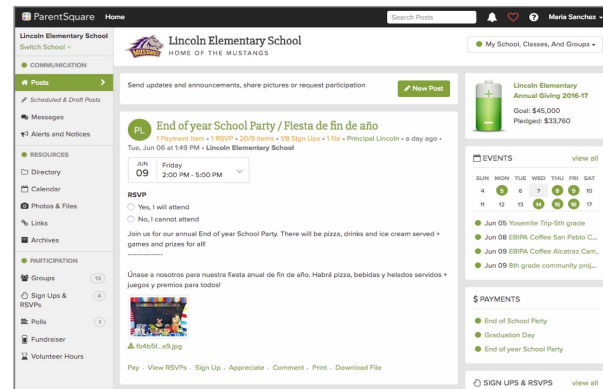 ParentSquare Home Search Posts ? Maria Sanchez
Lincoln Elementary School
Switch School
COMMUNICATION
Posts
Scheduled & Draft Posts
Messages
Alerts and Notices
RESOURCES
Directory
Calendar
Photos & Files
Links
Archives
PARTICIPATION
Groups 13
Sign Ups & RSVPs 4
Polls 1
Fundraiser
Volunteer Hours
MUSTANGS
Lincoln Elementary School
HOME OF THE MUSTANGS
My School, Classes, And Groups
Send updates and announcements, share pictures or request participation
New Post
PL
End of year School Party / Fiesta de fin de año
1 Payment Item • 1 RSVP • 20/9 Items • 1/8 Sign Ups • 1 file • Principal Lincoln • a day ago •
Tue, Jun 06 at 1:49 PM • Lincoln Elementary School
JUN 09 Friday
2:00 PM - 5:00 PM
RSVP
Yes, I will attend
No, I cannot attend
Join us for our annual End of year School Party. There will be pizza, drinks and ice cream served +
games and prizes for all!
----------------
Únase a nosotros para nuestra fiesta anual de fin de año. Habrá pizza, bebidas y helados servidos +
juegos y premios para todos!
fb4b5f...a9.jpg
Pay • View RSVPs • Sign Up • Appreciate • Comment • Print • Download File
Lincoln Elementary
Annual Giving 2016-17
Goal: $45,000
Pledged: $33,760
EVENTS view all
SUN MON TUE WED THU FRI SAT
4 5 6 7 8 9 10
11 12 13 14 15 16 17
Jun 05 Yosemite Trip-5th grade
Jun 08 EBIPA Coffee San Pablo C...
Jun 09 EBIPA Coffee Alcatraz Cam..
Jun 09 8th grade community proj...
$ PAYMENTS
End of School Party
Graduation Day
End of year School Party
SIGN UPS & RSVPS view all